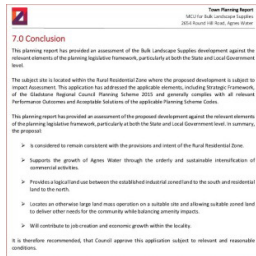 Town Planning Report
MCU for Bulk Landscape Supplies
2654 Round Hill Road, Agnes Water
7.0 Conclusion
This planning report has provided an assessment of the Bulk Landscape Supplies development against the
relevant elements of the planning legislative framework, particularly at both the State and Local Government
level.
The subject site is located within the Rural Residential Zone where the proposed development is subject to
Impact Assessment. This application has addressed the applicable elements, including Strategic Framework,
of the Gladstone Regional Council Planning Scheme 2015 and generally complies with all relevant
Performance Outcomes and Acceptable Solutions of the applicable Planning Scheme Codes.
This planning report has provided an assessment of the proposed development against the relevant elements
of the planning legislative framework, particularly at both the State and Local Government level. In summary,
the proposal:
➢ Is considered to remain consistent with the provisions and intent of the Rural Residential Zone.
➢ Supports the growth of Agnes Water through the orderly and sustainable intensification of
commercial activities.
➢ Provides a logical land use between the established industrial zoned land to the south and residential
land to the north.
➢ Locates an otherwise large land mass operation on a suitable site allowing suitable zoned land
to deliver other needs for the community while balancing amenity impacts.
➢ Will contribute to job creation and economic growth within the locality.
It is therefore recommended, that Council approve this application subject to relevant and reasonable
conditions.